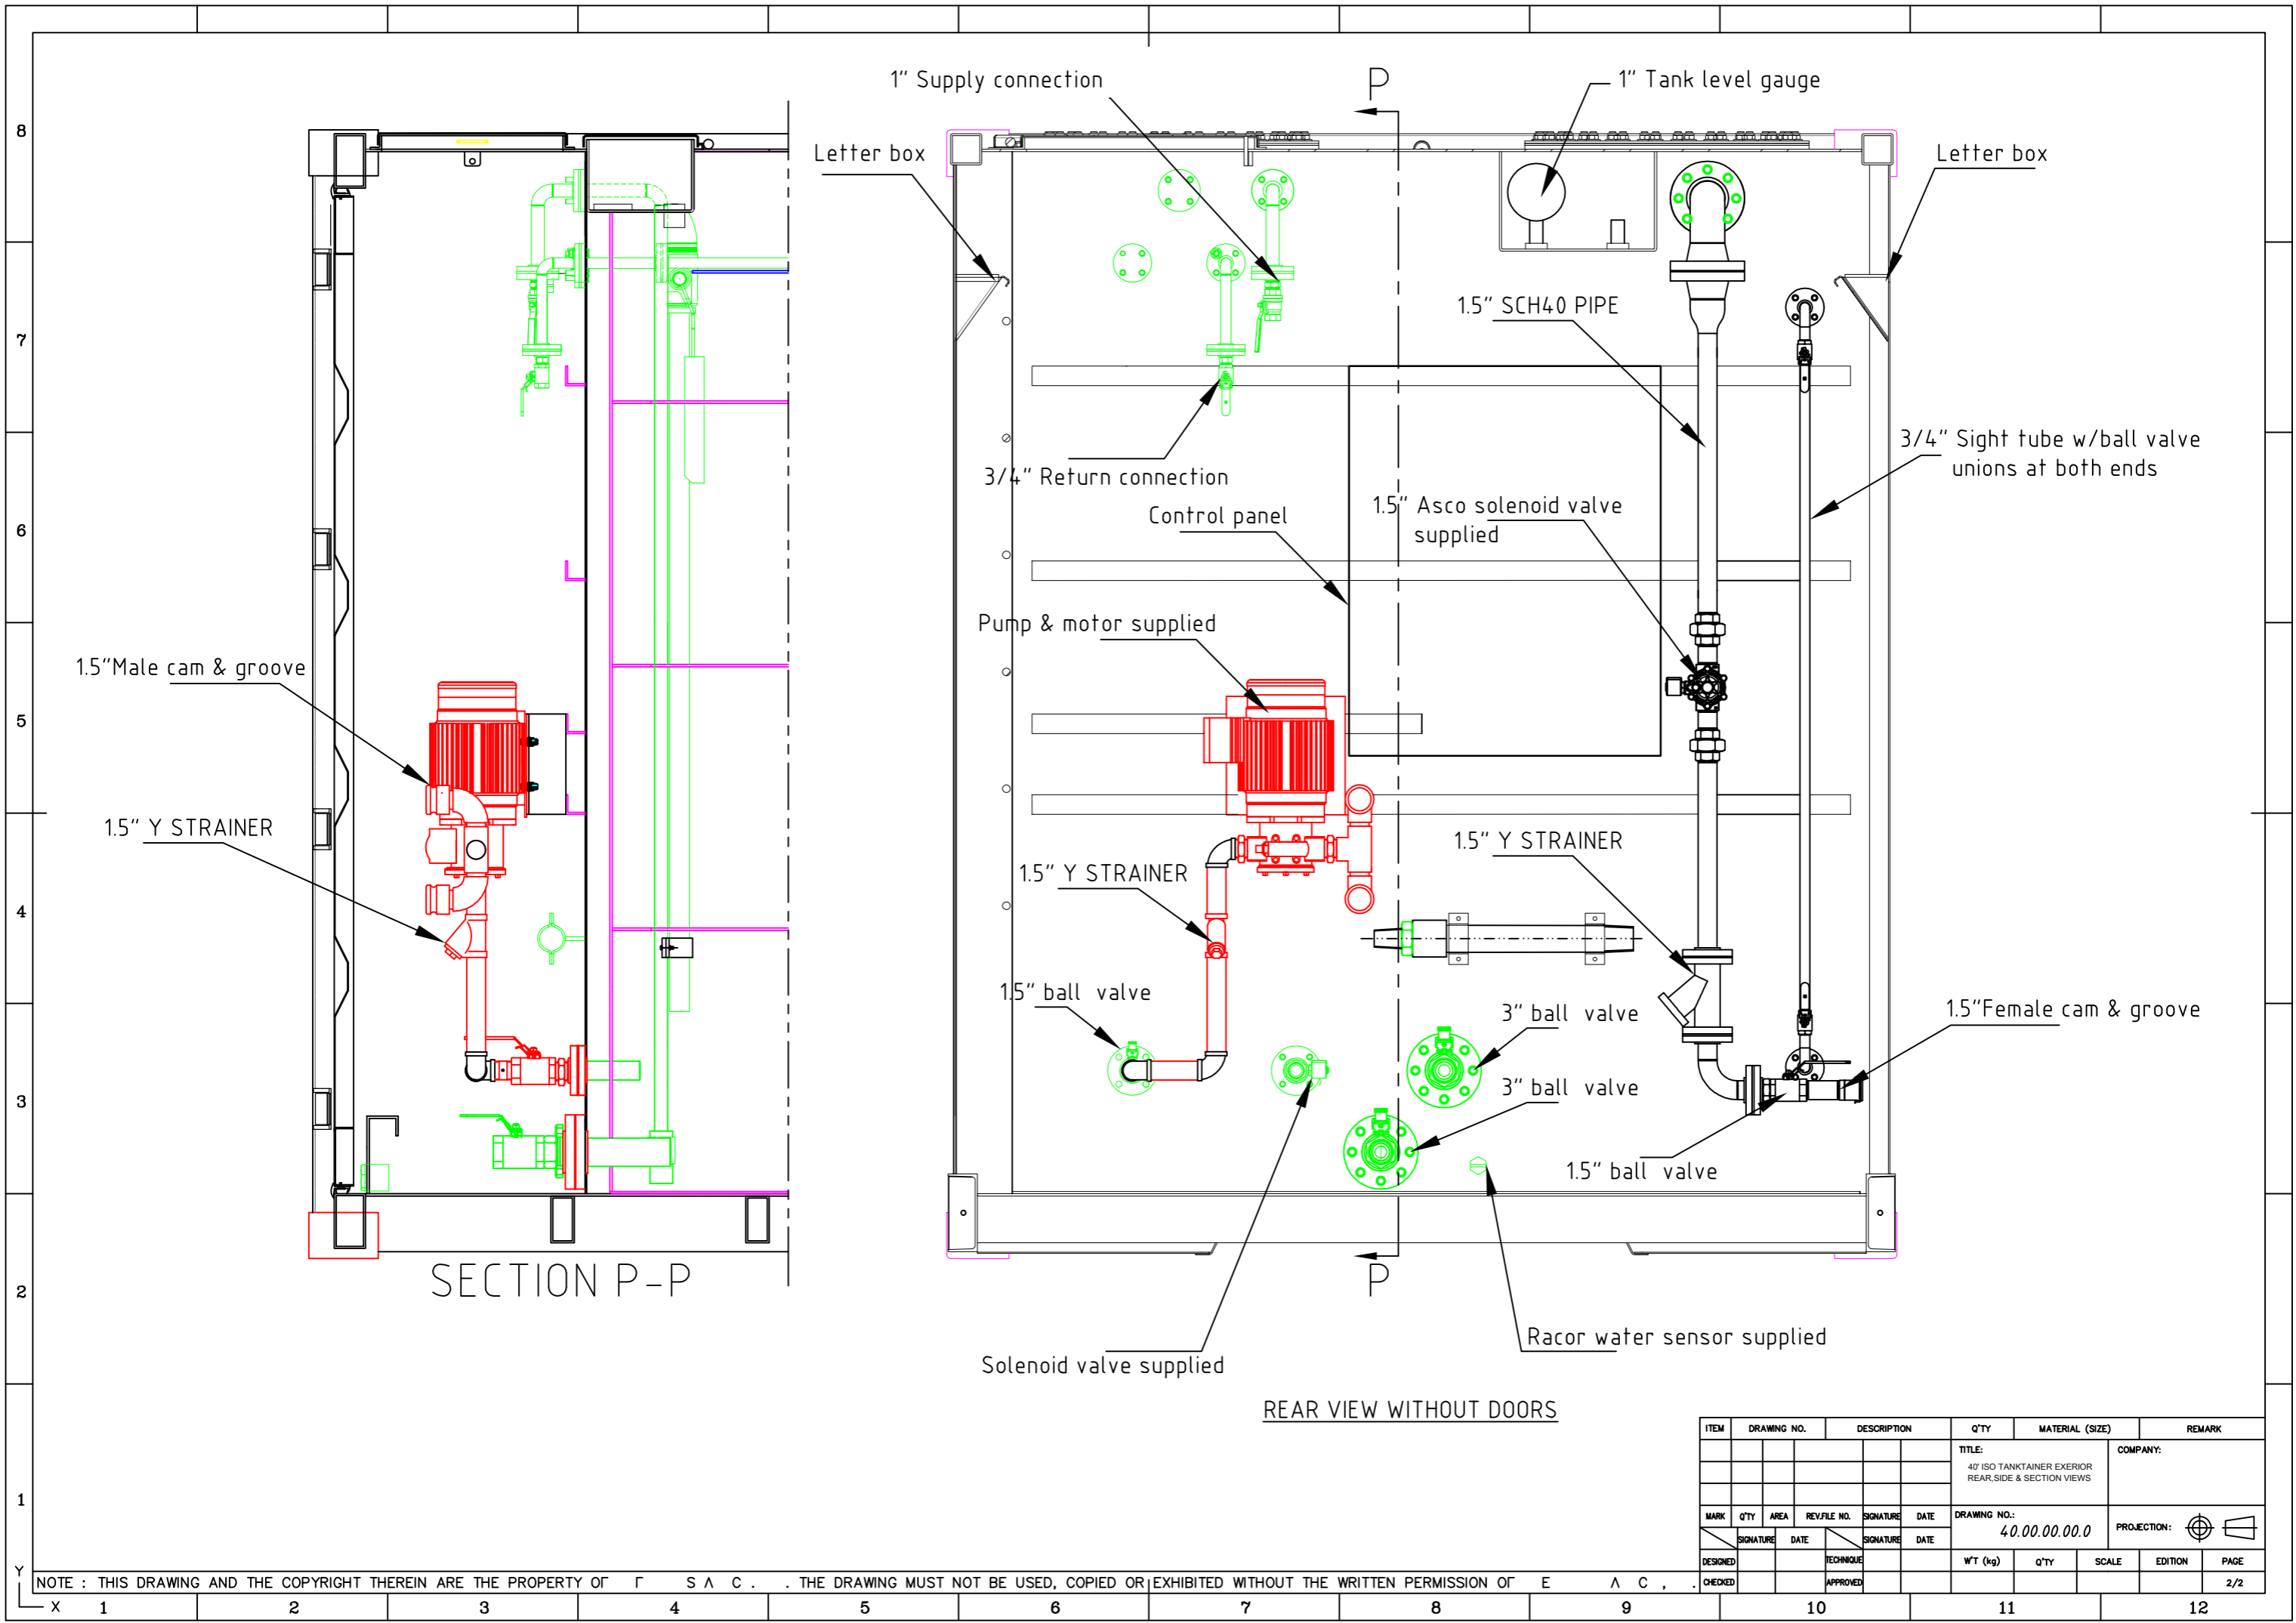 1" Supply connection
P
1" Tank level gauge
8
Letter box
Letter box
1.5" SCH40 PIPE
7
3/4" Sight tube w/ball valve
unions at both ends
3/4" Return connection
1.5" Asco solenoid valve
supplied
Control panel
6
Pump & motor supplied
1.5"Male cam & groove
5
1.5" Y STRAINER
1.5" Y STRAINER
1.5" Y STRAINER
4
1.5" ball valve
3" ball valve
1.5"Female cam & groove
3" ball valve
3
1.5" ball valve
SECTION P-P
P
2
Racor water sensor supplied
Solenoid valve supplied
REAR VIEW WITHOUT DOORS
ITEM DRAWING NO. DESCRIPTION Q'TY MATERIAL (SIZE) REMARK
TITLE: COMPANY:
40' ISO TANKTAINER EXERIOR
REAR,SIDE & SECTION VIEWS
1
MARK Q'TY AREA REV.FILE NO. SIGNATURE DATE DRAWING NO.:
40.00.00.00.0 PROJECTION:
SIGNATURE DATE SIGNATURE DATE
DESIGNED TECHNIQUE W'T (kg) Q'TY SCALE EDITION PAGE
CHECKED APPROVED 2/2
Y
NOTE : THIS DRAWING AND THE COPYRIGHT THEREIN ARE THE PROPERTY OF S C . . THE DRAWING MUST NOT BE USED, COPIED OR EXHIBITED WITHOUT THE WRITTEN PERMISSION OF E C , .
X 1 2 3 4 5 6 7 8 9 10 11 12